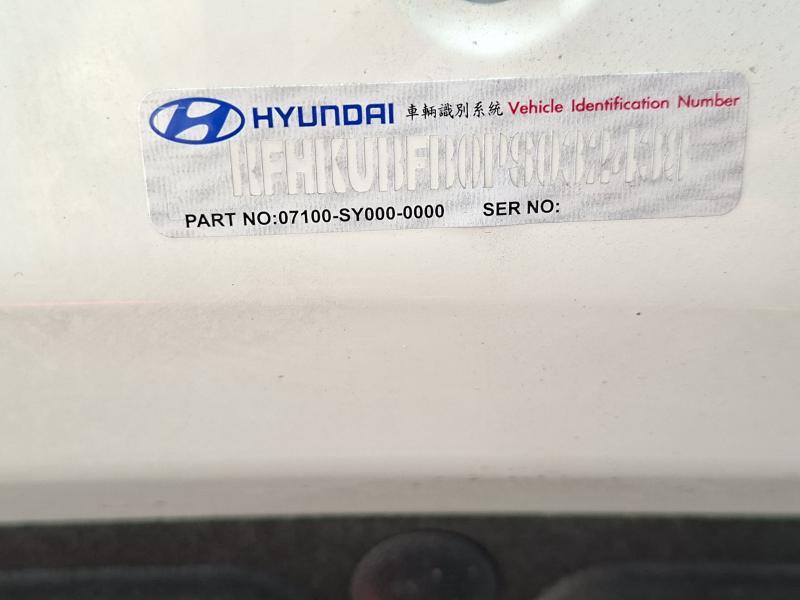 HYUNDAI 車輛識別系統 Vehicle Identification Number
PART NO:07100-SY000-0000 SER NO: